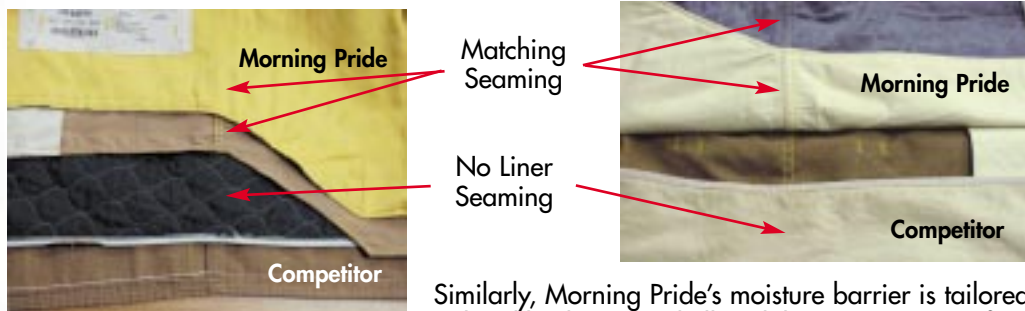 Morning Pride
Matching
Seaming
Morning Pride
No Liner
Seaming
Competitor
Competitor
Similarly, Morning Pride's moisture barrier is tailored